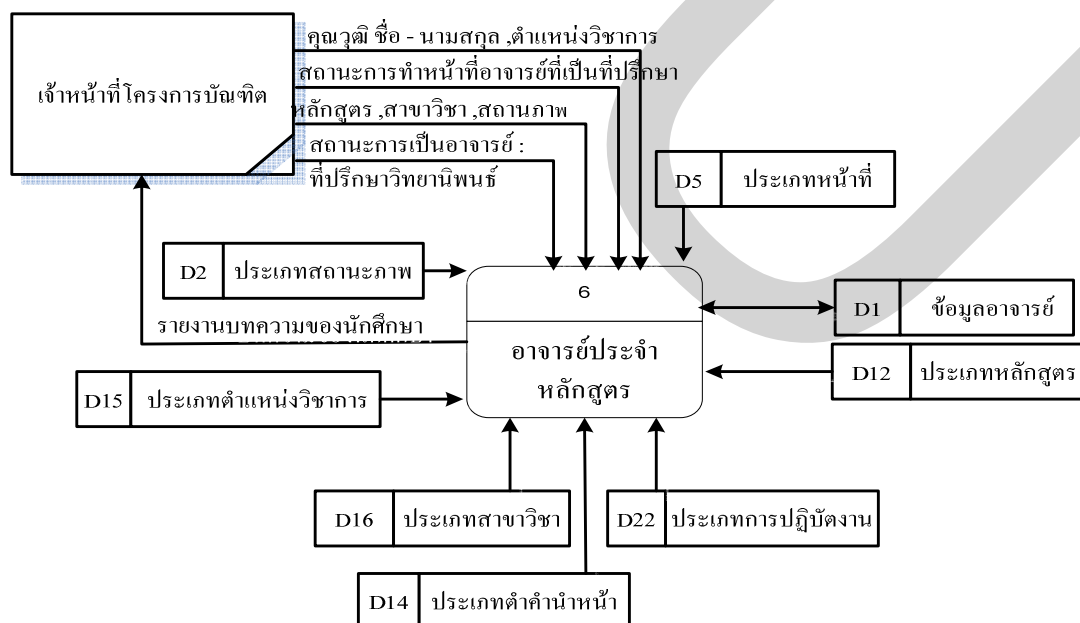 คุณวุฒิ ชื่อ - นามสกุล ,ตำแหน่งวิชาการ
สถานะการทำหน้าที่อาจารย์ที่เป็นที่ปรึกษา
เจ้าหน้าที่โครงการบัณฑิต
หลักสูตร ,สาขาวิชา ,สถานภาพ
สถานะการเป็นอาจารย์ :
ที่ปรึกษาวิทยานิพนธ์
D5 ประเภทหน้าที่
D2 ประเภทสถานะภาพ
6
D1 ข้อมูลอาจารย์
รายงานบทความของนักศึกษา
อาจารย์ประจำ
หลักสูตร
D12 ประเภทหลักสูตร
D15 ประเภทตำแหน่งวิชาการ
D16 ประเภทสาขาวิชา
D22 ประเภทการปฏิบัตงาน
D14 ประเภทตำคำนำหน้า